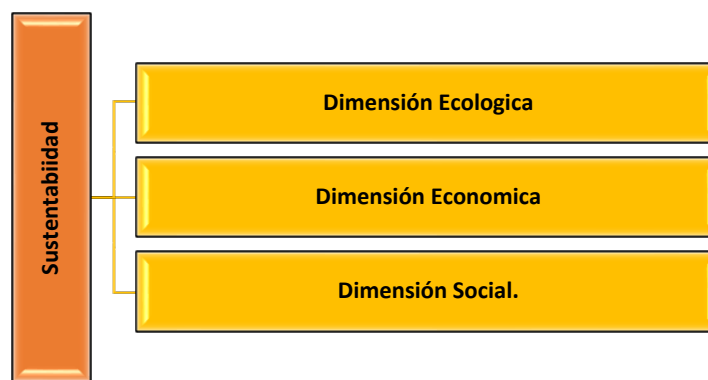 Sustentabiidad
Dimensión Ecologica
Dimensión Economica
Dimensión Social.